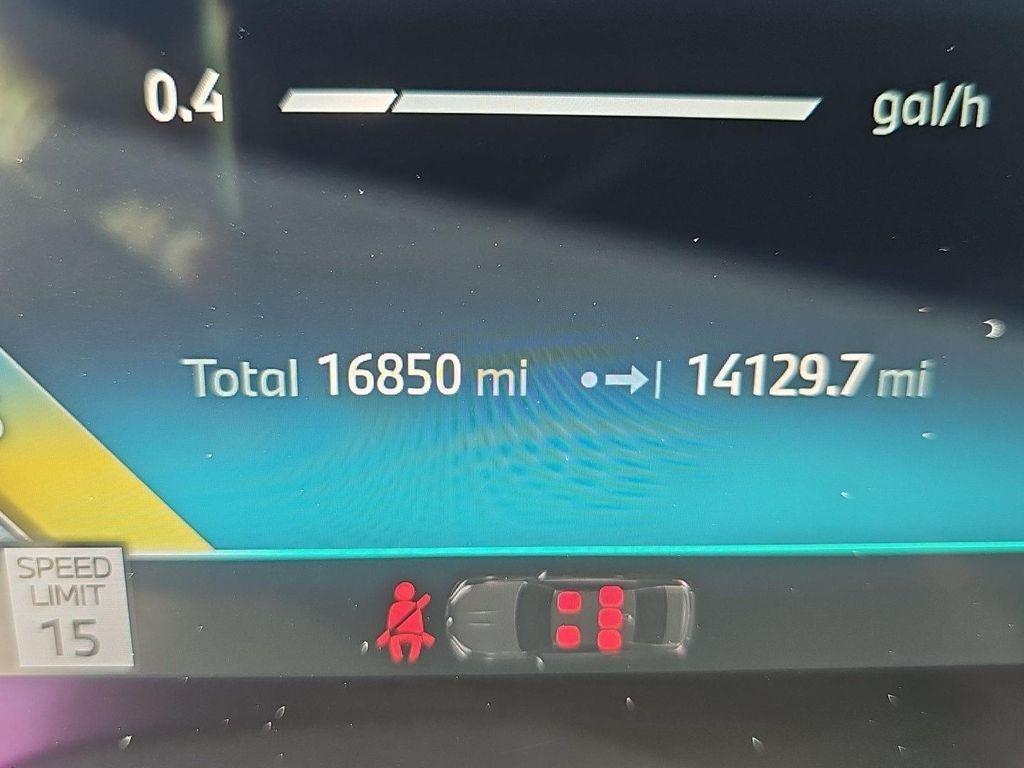 0.4 gal/h
Total 16850 mi 14129.7 mi
SPEED
LIMIT
15